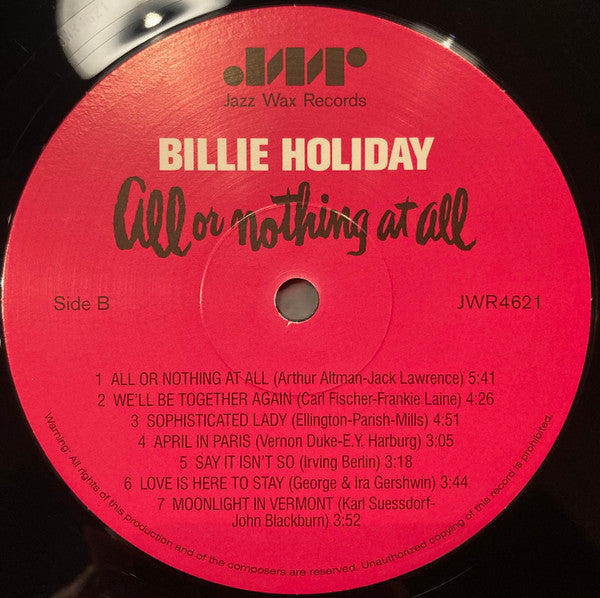 JWR
Jazz Wax Records
BILLIE HOLIDAY
all or nothing at all
Side B
JWR4621
1 ALL OR NOTHING AT ALL (Arthur Altman-Jack Lawrence) 5:41
2 WE'LL BE TOGETHER AGAIN (Carl Fischer-Frankie Laine) 4:26
3 SOPHISTICATED LADY (Ellington-Parish-Mills) 4:51
4 APRIL IN PARIS (Vernon Duke-E.Y. Harburg) 3:05
5 SAY IT ISN'T SO (Irving Berlin) 3:18
6 LOVE IS HERE TO STAY (George & Ira Gershwin) 3:44
7 MOONLIGHT IN VERMONT (Karl Suessdorf-
John Blackburn) 3:52
Warning: All rights of this production and of the composers are reserved. Unauthorized copying of this record is prohibited.